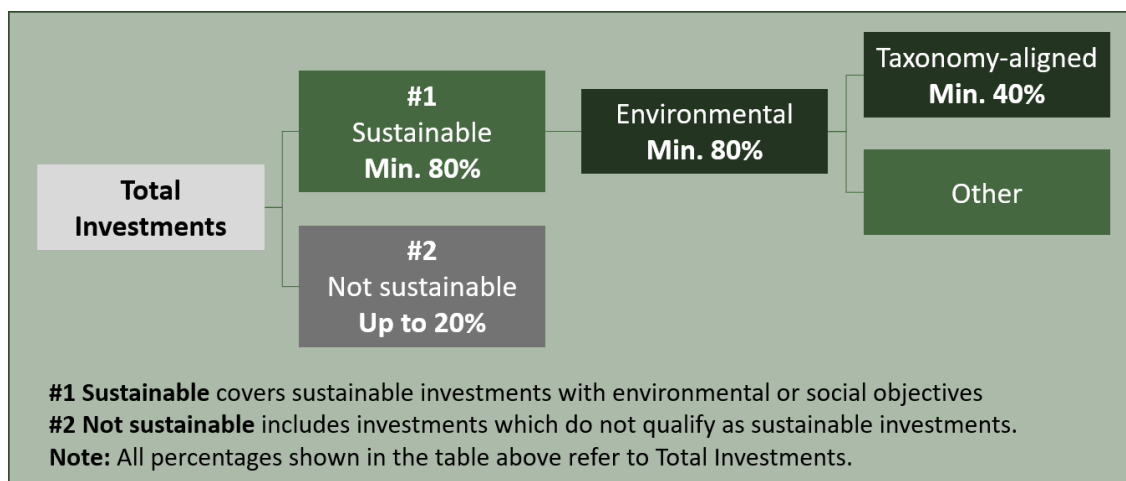 Total
Investments
#1
Sustainable
Min. 80%
#2
Not sustainable
Up to 20%
Environmental
Min. 80%
Taxonomy-aligned
Min. 40%
Other
#1 Sustainable covers sustainable investments with environmental or social objectives
#2 Not sustainable includes investments which do not qualify as sustainable investments.
Note: All percentages shown in the table above refer to Total Investments.